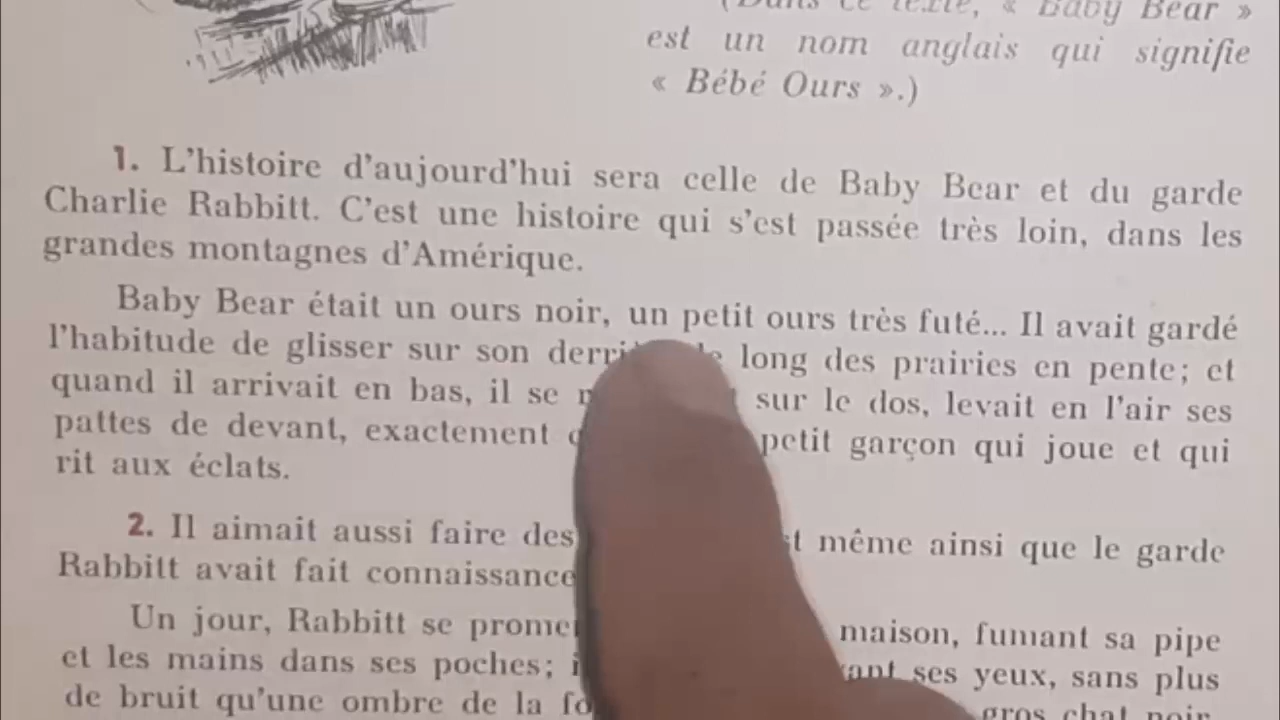 (Dans ce texte, « Baby Bear »
est un nom anglais qui signifie
« Bébé Ours ».)
1. L'histoire d'aujourd'hui sera celle de Baby Bear et du garde
Charlie Rabbitt. C'est une histoire qui s'est passée très loin, dans les
grandes montagnes d'Amérique.
Baby Bear était un ours noir, un petit ours très futé... Il avait gardé
l'habitude de glisser sur son long des prairies en pente; et
quand il arrivait en bas, il se sur le dos, levait en l'air ses
pattes de devant, exactement petit garçon qui joue et qui
rit aux éclats.
2. Il aimait aussi faire des même ainsi que le garde
Rabbitt avait fait connaissance
Un jour, Rabbitt se maison, fumant sa pipe
et les mains dans ses poches; ses yeux, sans plus
de bruit qu'une ombre de la gros chat noir